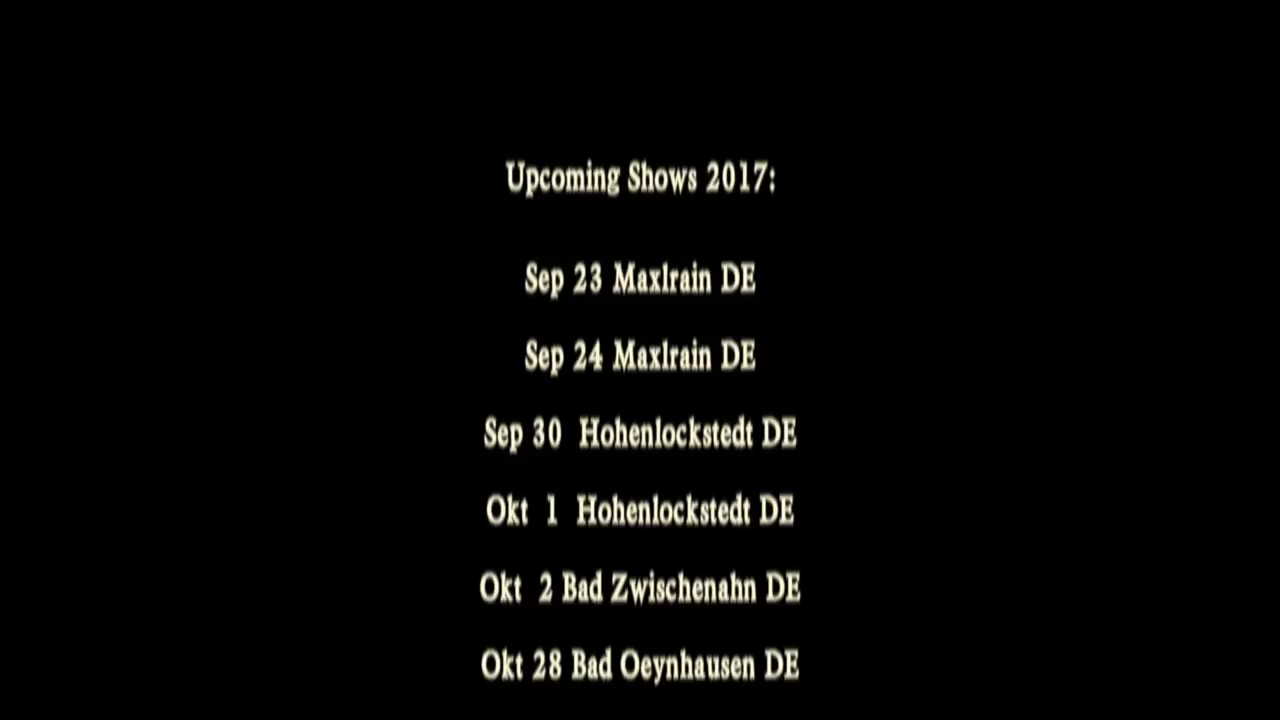 Upcoming Shows 2017:
Sep 23 Maxlrain DE
Sep 24 Maxlrain DE
Sep 30  Hohenlockstedt DE
Okt  1  Hohenlockstedt DE
Okt  2 Bad Zwischenahn DE
Okt 28 Bad Oeynhausen DE